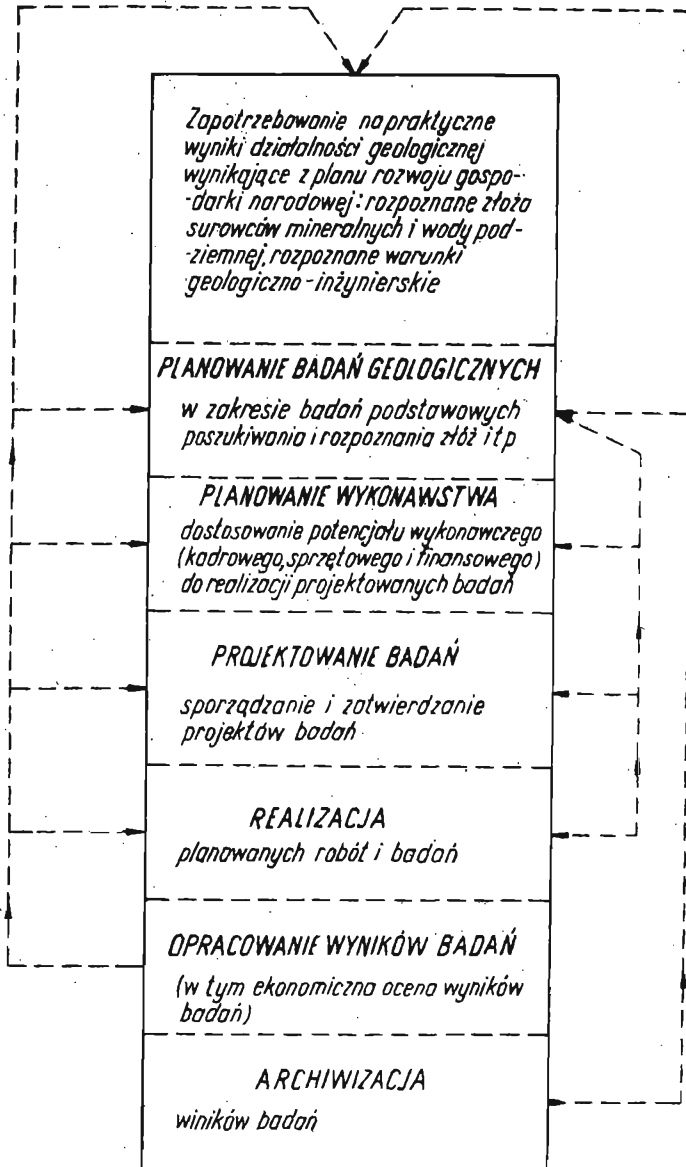 Zapotrzebowanie na praktyczne
wyniki działalności geologicznej
wynikające z planu rozwoju gospo-
-darki narodowej: rozpoznane złoża
surowców mineralnych i wody pod-
-ziemnej, rozpoznane warunki
geologiczno-inżynierskie
PLANOWANIE BADAŃ GEOLOGICZNYCH
w zakresie badań podstawowych
poszukiwania i rozpoznania złóż itp
PLANOWANIE WYKONAWSTWA
dostosowanie potencjału wykonawczego
(kadrowego, sprzętowego i finansowego)
do realizacji projektowanych badań
PROJEKTOWANIE BADAŃ
sporządzanie i zatwierdzanie
projektów badań
REALIZACJA
planowanych robót i badań
OPRACOWANIE WYNIKÓW BADAŃ
(w tym ekonomiczna ocena wyników
badań)
ARCHIWIZACJA
winików badań